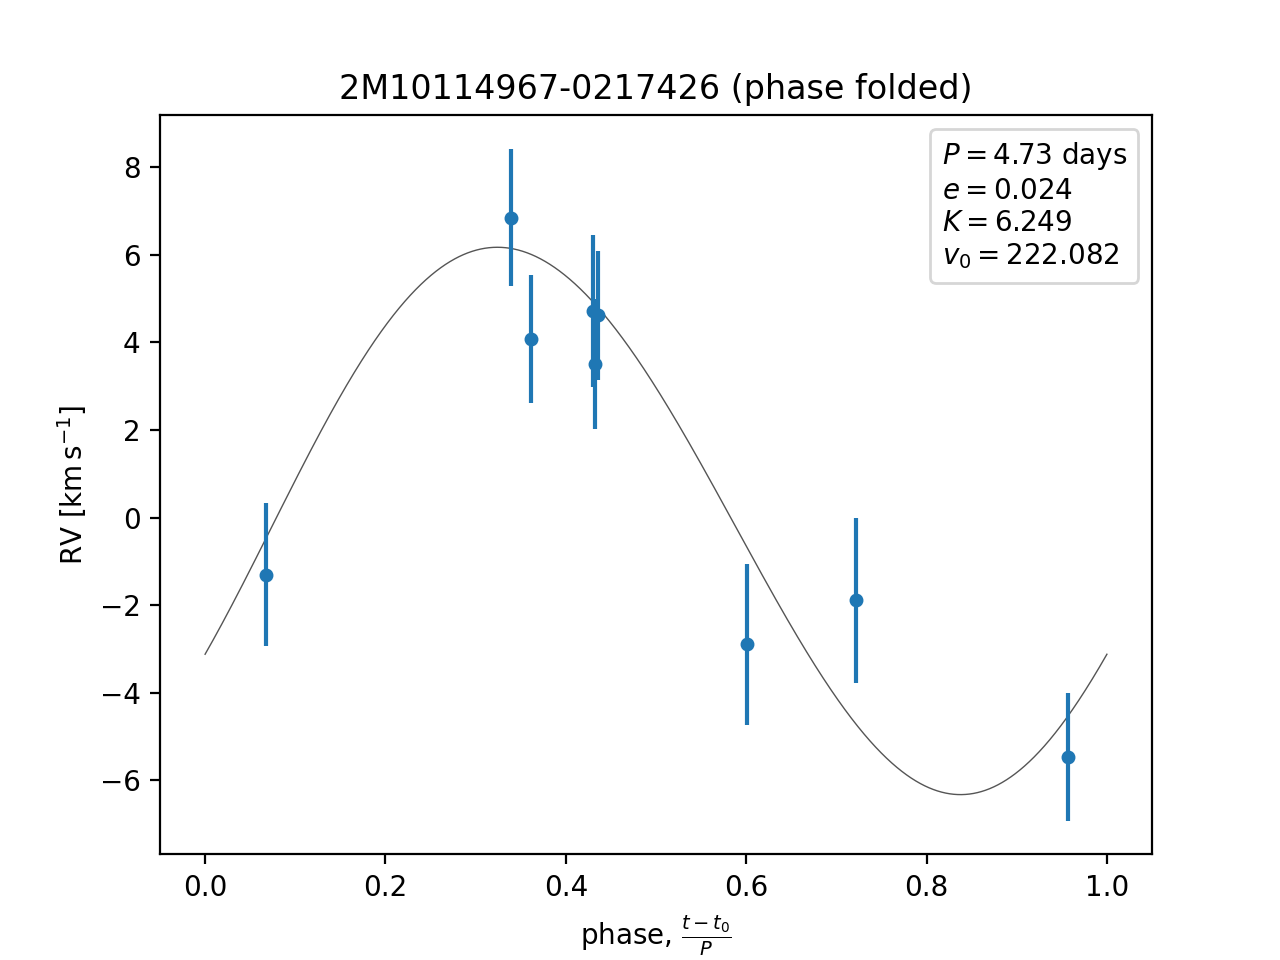 2M10114967-0217426 (phase folded)
P = 4.73 days
e = 0.024
K = 6.249
v₀ = 222.082
RV [km s⁻¹]
8
6
4
2
0
−2
−4
−6
0.0 0.2 0.4 0.6 0.8 1.0
phase, (t − t₀)/P